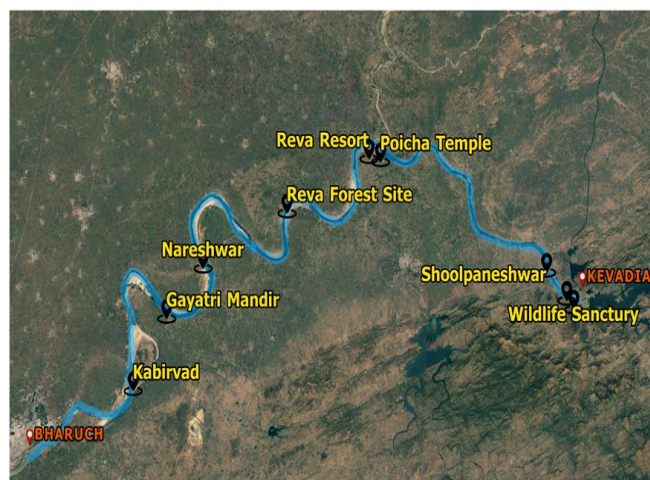 Reva Resort
Poicha Temple
Reva Forest Site
Nareshwar
Shoolpaneshwar
KEVADIA
Gayatri Mandir
Wildlife Sanctury
Kabirvad
BHARUCH